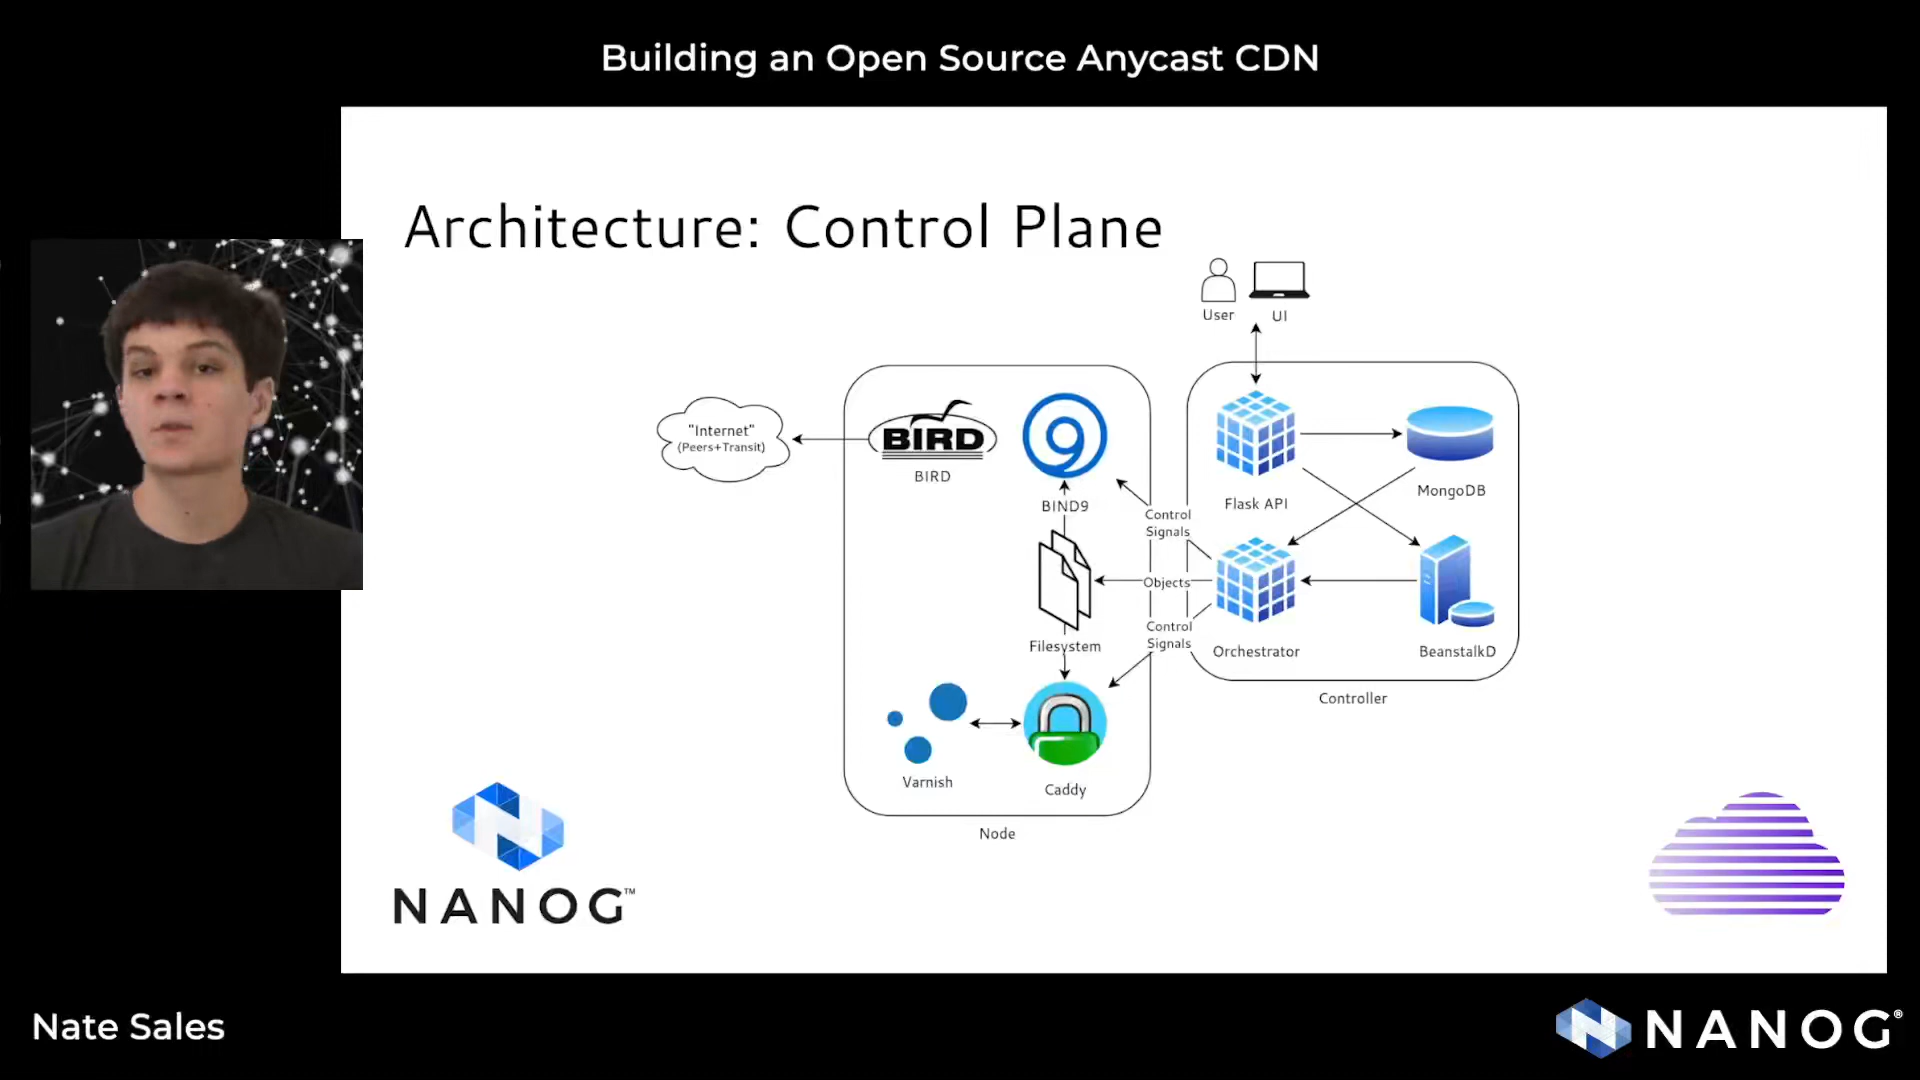 Building an Open Source Anycast CDN
Architecture: Control Plane
User
UI
"Internet"
(Peers+Transit)
BIRD
BIRD
9
BIND9
Control
Signals
Flask API
MongoDB
Objects
Filesystem
Control
Signals
Orchestrator
BeanstalkD
Controller
Varnish
Caddy
Node
NANOG™
Nate Sales
NANOG®